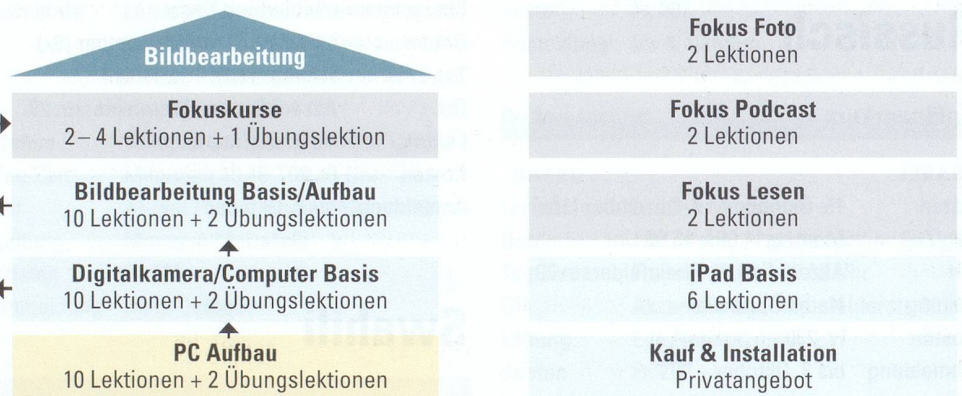 Bildbearbeitung
Fokuskurse
2–4 Lektionen + 1 Übungslektion
Bildbearbeitung Basis/Aufbau
10 Lektionen + 2 Übungslektionen
Digitalkamera/Computer Basis
10 Lektionen + 2 Übungslektionen
PC Aufbau
10 Lektionen + 2 Übungslektionen
Fokus Foto
2 Lektionen
Fokus Podcast
2 Lektionen
Fokus Lesen
2 Lektionen
iPad Basis
6 Lektionen
Kauf & Installation
Privatangebot